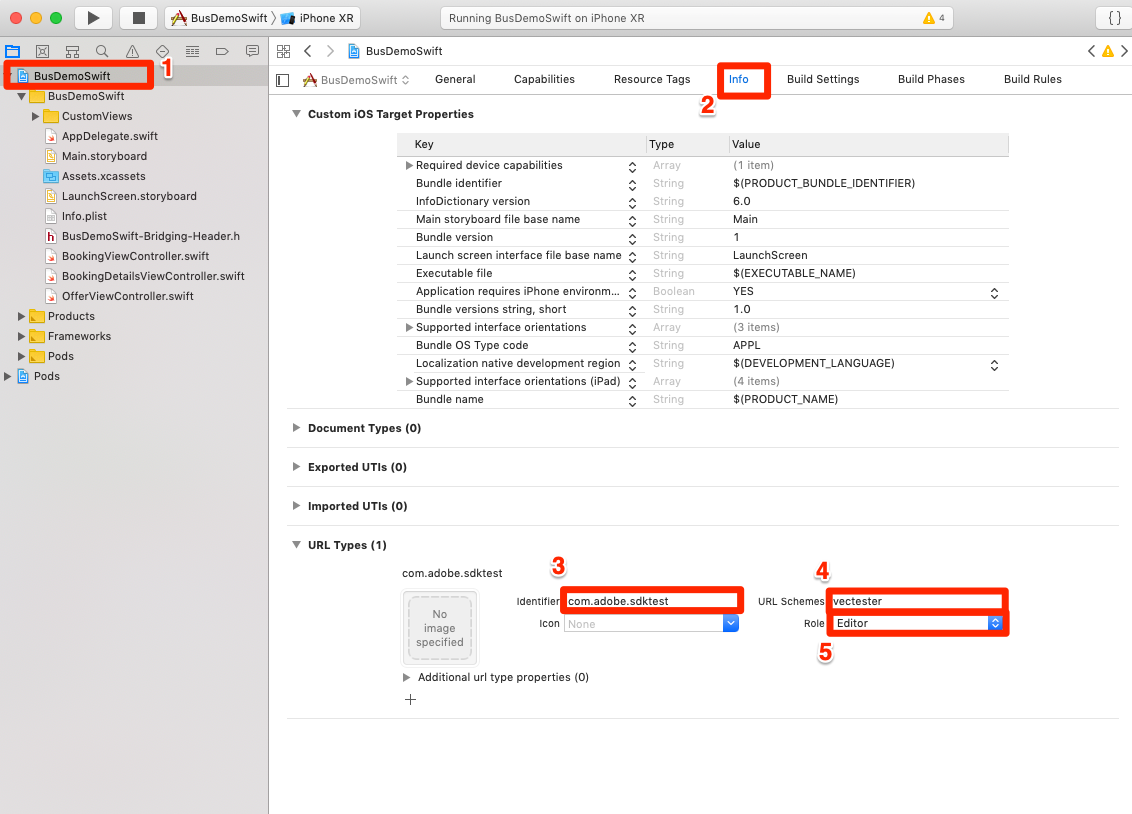 BusDemoSwift iPhone XR
Running BusDemoSwift on iPhone XR
4
{ }
BusDemoSwift
1
BusDemoSwift
BusDemoSwift
CustomViews
AppDelegate.swift
Main.storyboard
Assets.xcassets
LaunchScreen.storyboard
Info.plist
BusDemoSwift-Bridging-Header.h
BookingViewController.swift
BookingDetailsViewController.swift
OfferViewController.swift
Products
Frameworks
Pods
Pods
BusDemoSwift General Capabilities Resource Tags Info Build Settings Build Phases Build Rules
2
Custom iOS Target Properties
Key Type Value
Required device capabilities Array (1 item)
Bundle identifier String $(PRODUCT_BUNDLE_IDENTIFIER)
InfoDictionary version String 6.0
Main storyboard file base name String Main
Bundle version String 1
Launch screen interface file base name String LaunchScreen
Executable file String $(EXECUTABLE_NAME)
Application requires iPhone environm... Boolean YES
Bundle versions string, short String 1.0
Supported interface orientations Array (3 items)
Bundle OS Type code String APPL
Localization native development region String $(DEVELOPMENT_LANGUAGE)
Supported interface orientations (iPad) Array (4 items)
Bundle name String $(PRODUCT_NAME)
Document Types (0)
Exported UTIs (0)
Imported UTIs (0)
URL Types (1)
com.adobe.sdktest
3
4
No
image
specified
Identifier com.adobe.sdktest URL Schemes vectester
Icon None Role Editor
5
Additional url type properties (0)